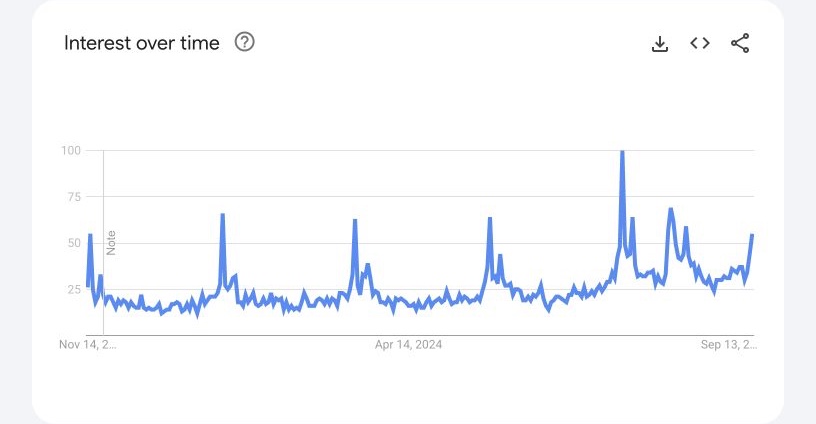 Interest over time
100
75
50
25
Note
Nov 14, 2...
Apr 14, 2024
Sep 13, 2...